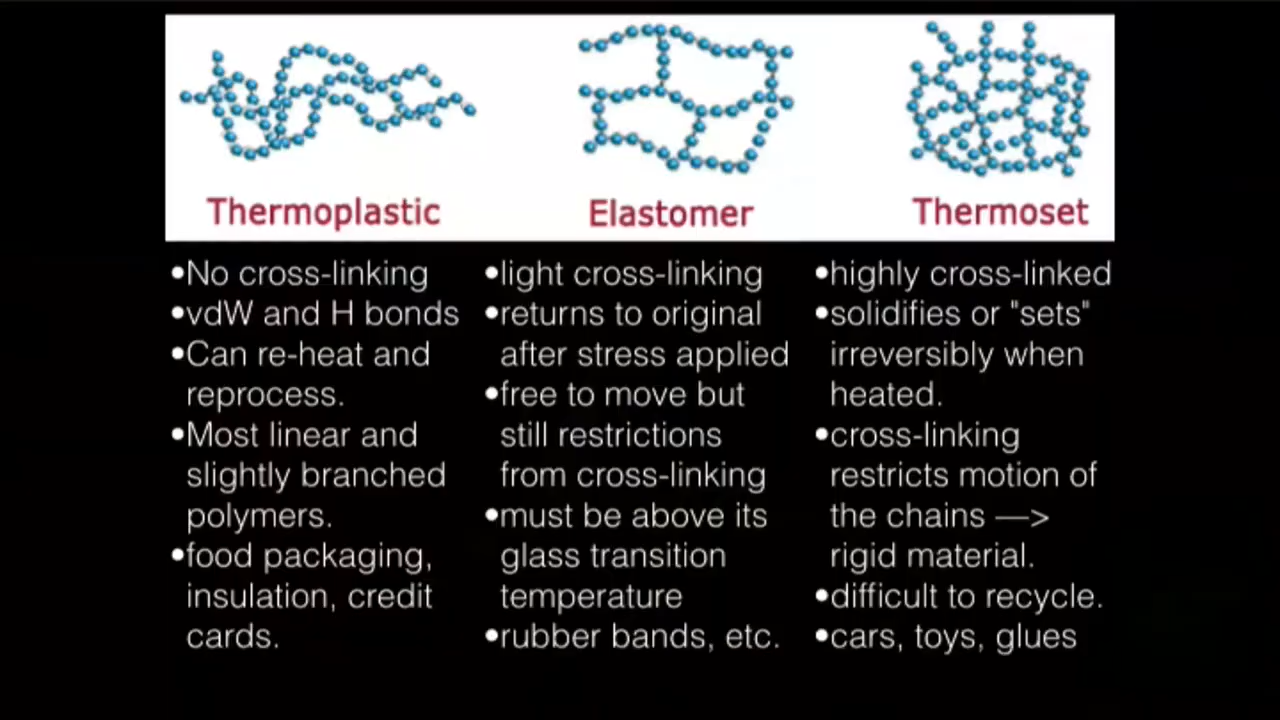 Thermoplastic
Elastomer
Thermoset
•No cross-linking
•vdW and H bonds
•Can re-heat and
reprocess.
•Most linear and
slightly branched
polymers.
•food packaging,
insulation, credit
cards.
•light cross-linking
•returns to original
after stress applied
•free to move but
still restrictions
from cross-linking
•must be above its
glass transition
temperature
•rubber bands, etc.
•highly cross-linked
•solidifies or "sets"
irreversibly when
heated.
•cross-linking
restricts motion of
the chains —>
rigid material.
•difficult to recycle.
•cars, toys, glues